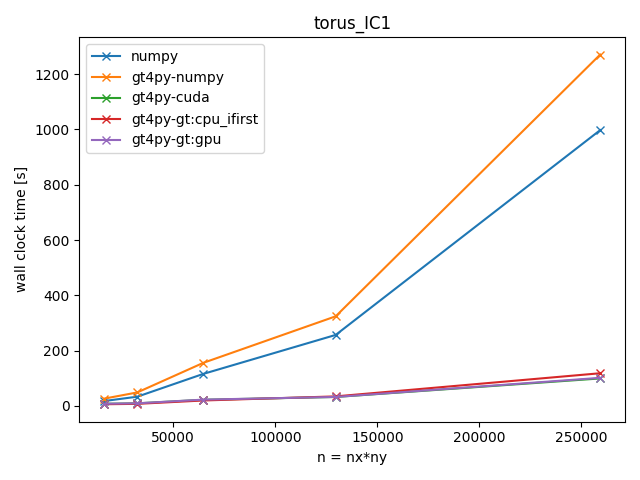 torus_IC1
numpy
gt4py-numpy
gt4py-cuda
gt4py-gt:cpu_ifirst
gt4py-gt:gpu
wall clock time [s]
1200
1000
800
600
400
200
0
50000 100000 150000 200000 250000
n = nx*ny